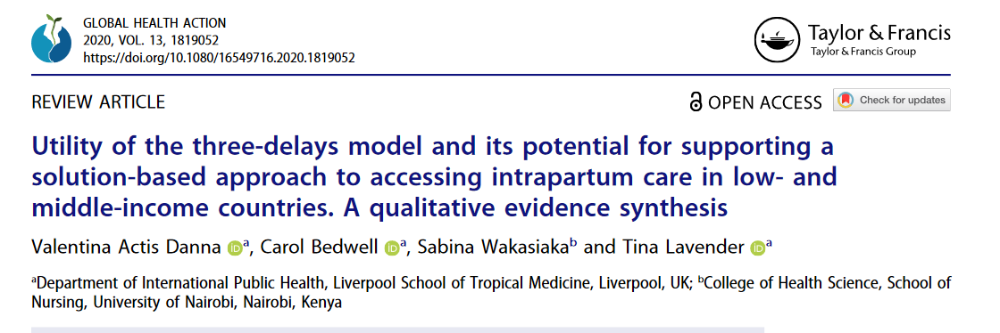 GLOBAL HEALTH ACTION
2020, VOL. 13, 1819052
https://doi.org/10.1080/16549716.2020.1819052
Taylor & Francis
Taylor & Francis Group
REVIEW ARTICLE
OPEN ACCESS
Check for updates
Utility of the three-delays model and its potential for supporting a
solution-based approach to accessing intrapartum care in low- and
middle-income countries. A qualitative evidence synthesis
Valentina Actis Danna iD a, Carol Bedwell iD a, Sabina Wakasiaka b and Tina Lavender iD a
aDepartment of International Public Health, Liverpool School of Tropical Medicine, Liverpool, UK; bCollege of Health Science, School of
Nursing, University of Nairobi, Nairobi, Kenya